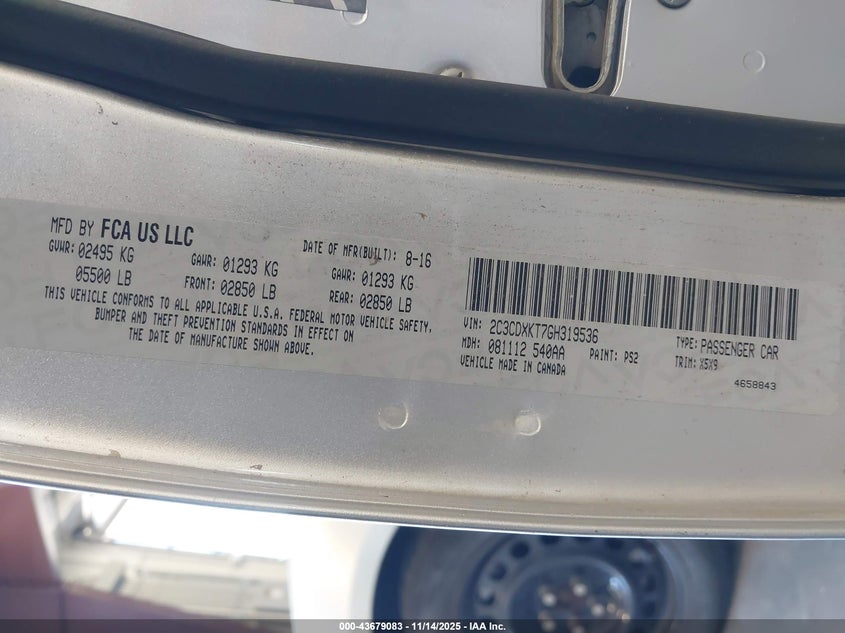 MFD BY FCA US LLC
GVWR: 02495 KG
05500 LB
GAWR: 01293 KG
FRONT: 02850 LB
DATE OF MFR(BUILT): 8-16
GAWR: 01293 KG
REAR: 02850 LB
THIS VEHICLE CONFORMS TO ALL APPLICABLE U.S.A. FEDERAL MOTOR VEHICLE SAFETY,
BUMPER AND THEFT PREVENTION STANDARDS IN EFFECT ON
THE DATE OF MANUFACTURE SHOWN ABOVE.
VIN: 2C3CDXKT7GH319536
TYPE: PASSENGER CAR
MDH: 081112 540AA
PAINT: PS2
TRIM: X5X9
VEHICLE MADE IN CANADA
4658843
000-43679083 - 11/14/2025 - IAA Inc.